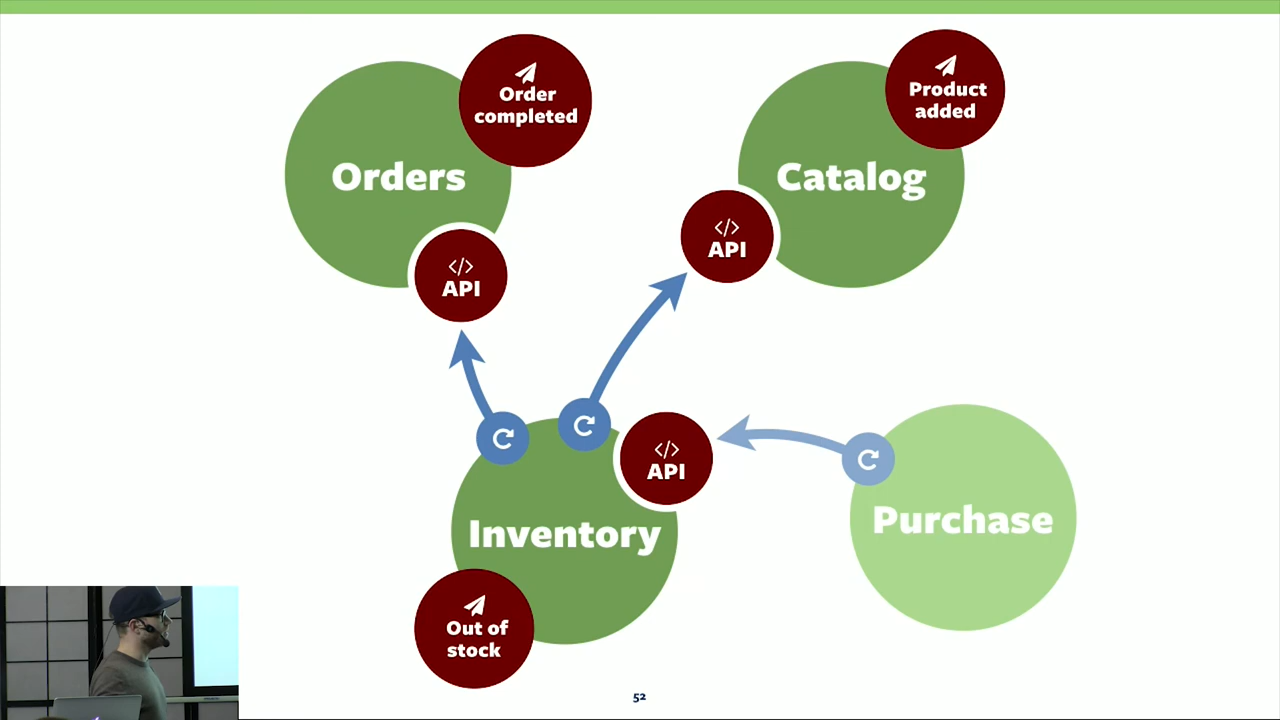 Order
completed
Product
added
Orders
Catalog
</>
API
</>
API
</>
API
Inventory
Purchase
Out of
stock
52